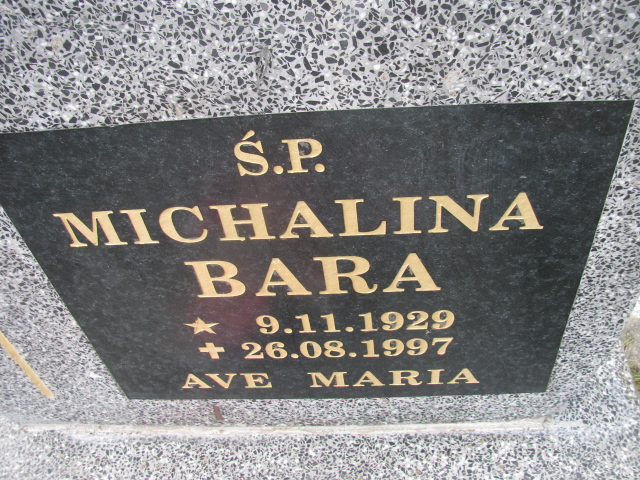 Ś.P.
MICHALINA
BARA
★ 9.11.1929
✝ 26.08.1997
AVE MARIA